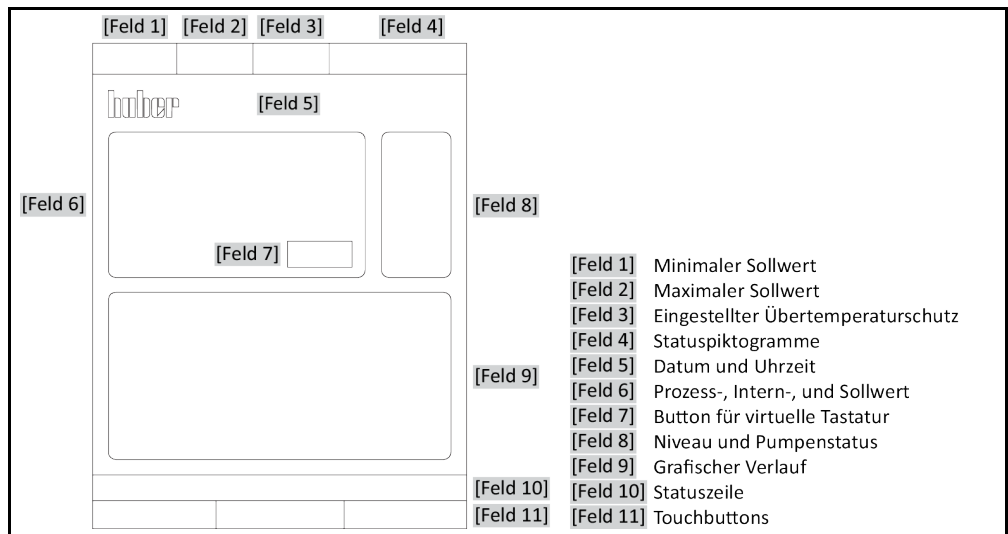 [Feld 1] [Feld 2] [Feld 3] [Feld 4]
huber
[Feld 5]
[Feld 6]
[Feld 8]
[Feld 7]
[Feld 9]
[Feld 10]
[Feld 11]
[Feld 1] Minimaler Sollwert
[Feld 2] Maximaler Sollwert
[Feld 3] Eingestellter Übertemperaturschutz
[Feld 4] Statuspiktogramme
[Feld 5] Datum und Uhrzeit
[Feld 6] Prozess-, Intern-, und Sollwert
[Feld 7] Button für virtuelle Tastatur
[Feld 8] Niveau und Pumpenstatus
[Feld 9] Grafischer Verlauf
[Feld 10] Statuszeile
[Feld 11] Touchbuttons